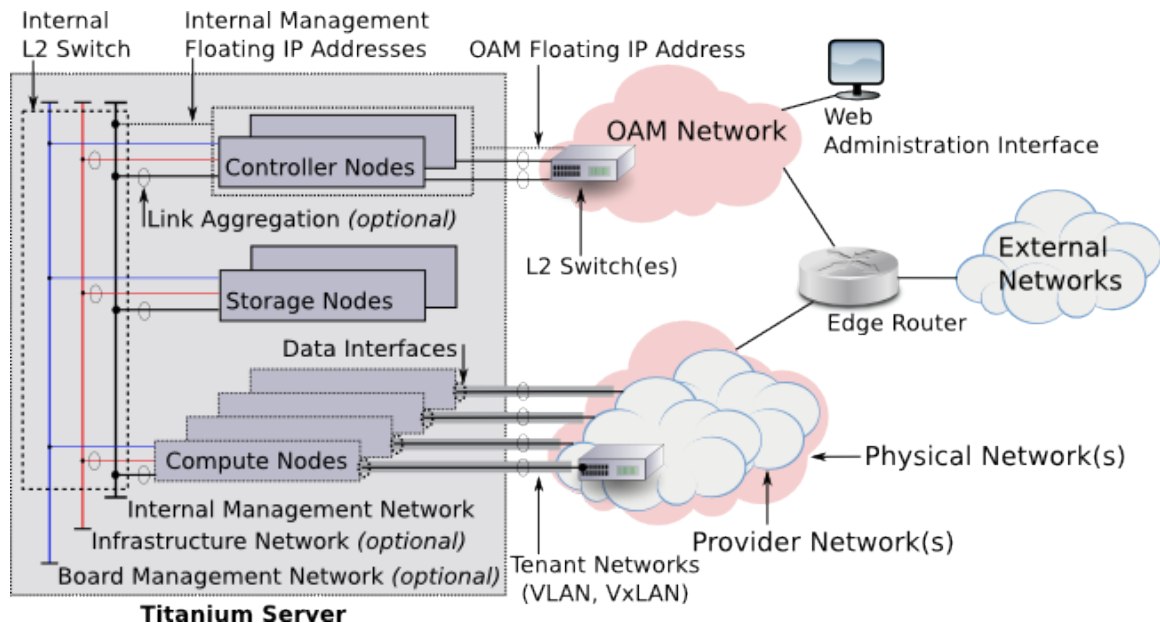 Internal
L2 Switch
Internal Management
Floating IP Addresses
OAM Floating IP Address
OAM Network
Web
Administration Interface
Controller Nodes
Link Aggregation (optional)
L2 Switch(es)
External
Networks
Storage Nodes
Edge Router
Data Interfaces
Compute Nodes
Physical Network(s)
Internal Management Network
Infrastructure Network (optional)
Provider Network(s)
Board Management Network (optional)
Tenant Networks
(VLAN, VxLAN)
Titanium Server